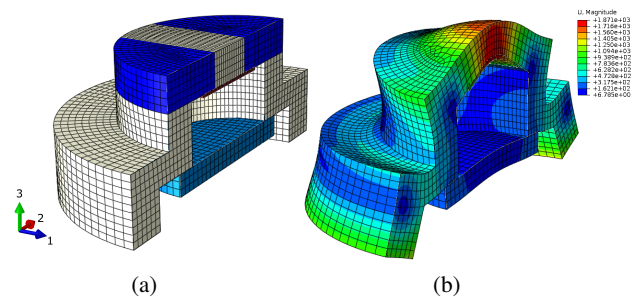 U, Magnitude
+1.871e+03
+1.716e+03
+1.560e+03
+1.405e+03
+1.250e+03
+1.094e+03
+9.389e+02
+7.836e+02
+6.282e+02
+4.728e+02
+3.175e+02
+1.621e+02
+6.785e+00
3
2
1
(a)
(b)